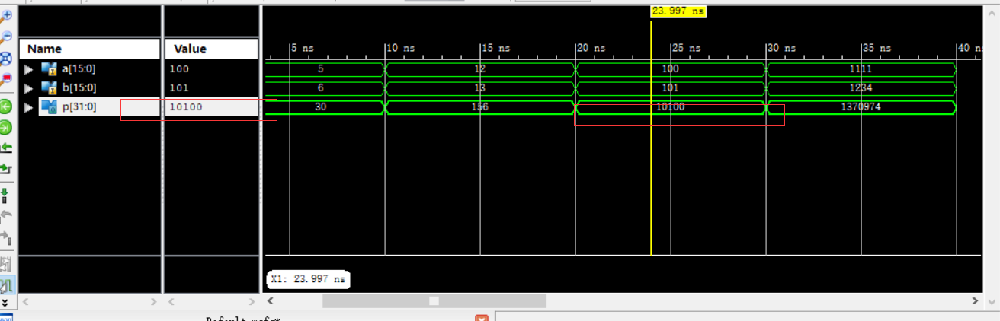 23.997 ns
Name Value
5 ns 10 ns 15 ns 20 ns 25 ns 30 ns 35 ns 40 n
a[15:0] 100 5 12 100 1111
b[15:0] 101 6 13 101 1234
p[31:0] 10100 30 156 10100 1370974
X1: 23.997 ns